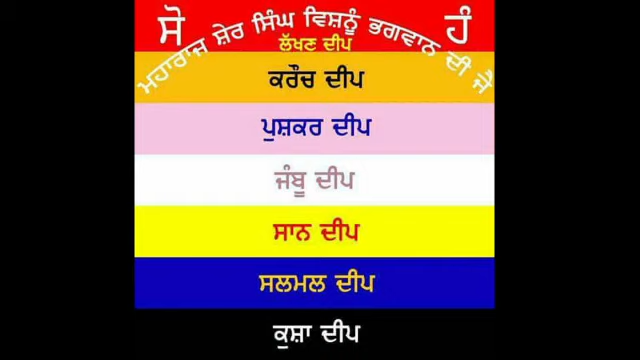 ਸੋ ਹੰ
ਮਹਾਰਾਜ ਸ਼ੇਰ ਸਿੰਘ ਵਿਸ਼ਨੂੰ ਭਗਵਾਨ ਦੀ ਜੈ
ਲੱਖਣ ਦੀਪ
ਕਰੌਚ ਦੀਪ
ਪੁਸ਼ਕਰ ਦੀਪ
ਜੰਬੂ ਦੀਪ
ਸਾਨ ਦੀਪ
ਸਲਮਲ ਦੀਪ
ਕੁਸ਼ਾ ਦੀਪ